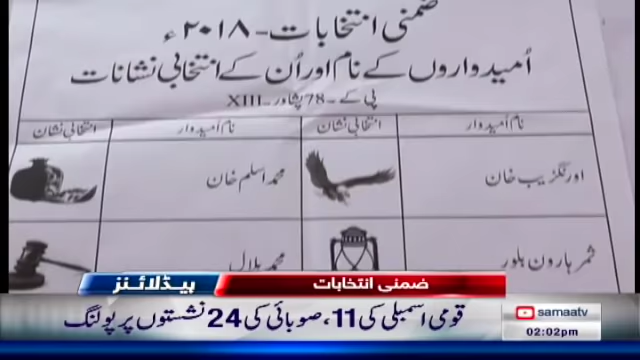 ضمنی انتخابات - ۲۰۱۸ء
اُمیدواروں کے نام اور اُن کے انتخابی نشانات
پی کے - 78 پشاور - XIII
نام اُمیدوار انتخابی نشان نام اُمیدوار انتخابی نشان
اورنگزیب خان محمد اسلم خان
ثمر ہارون بلور محمد بلال
ضمنی انتخابات ہیڈلائنز
قومی اسمبلی کی 11، صوبائی کی 24 نشستوں پر پولنگ
samaatv
02:02pm